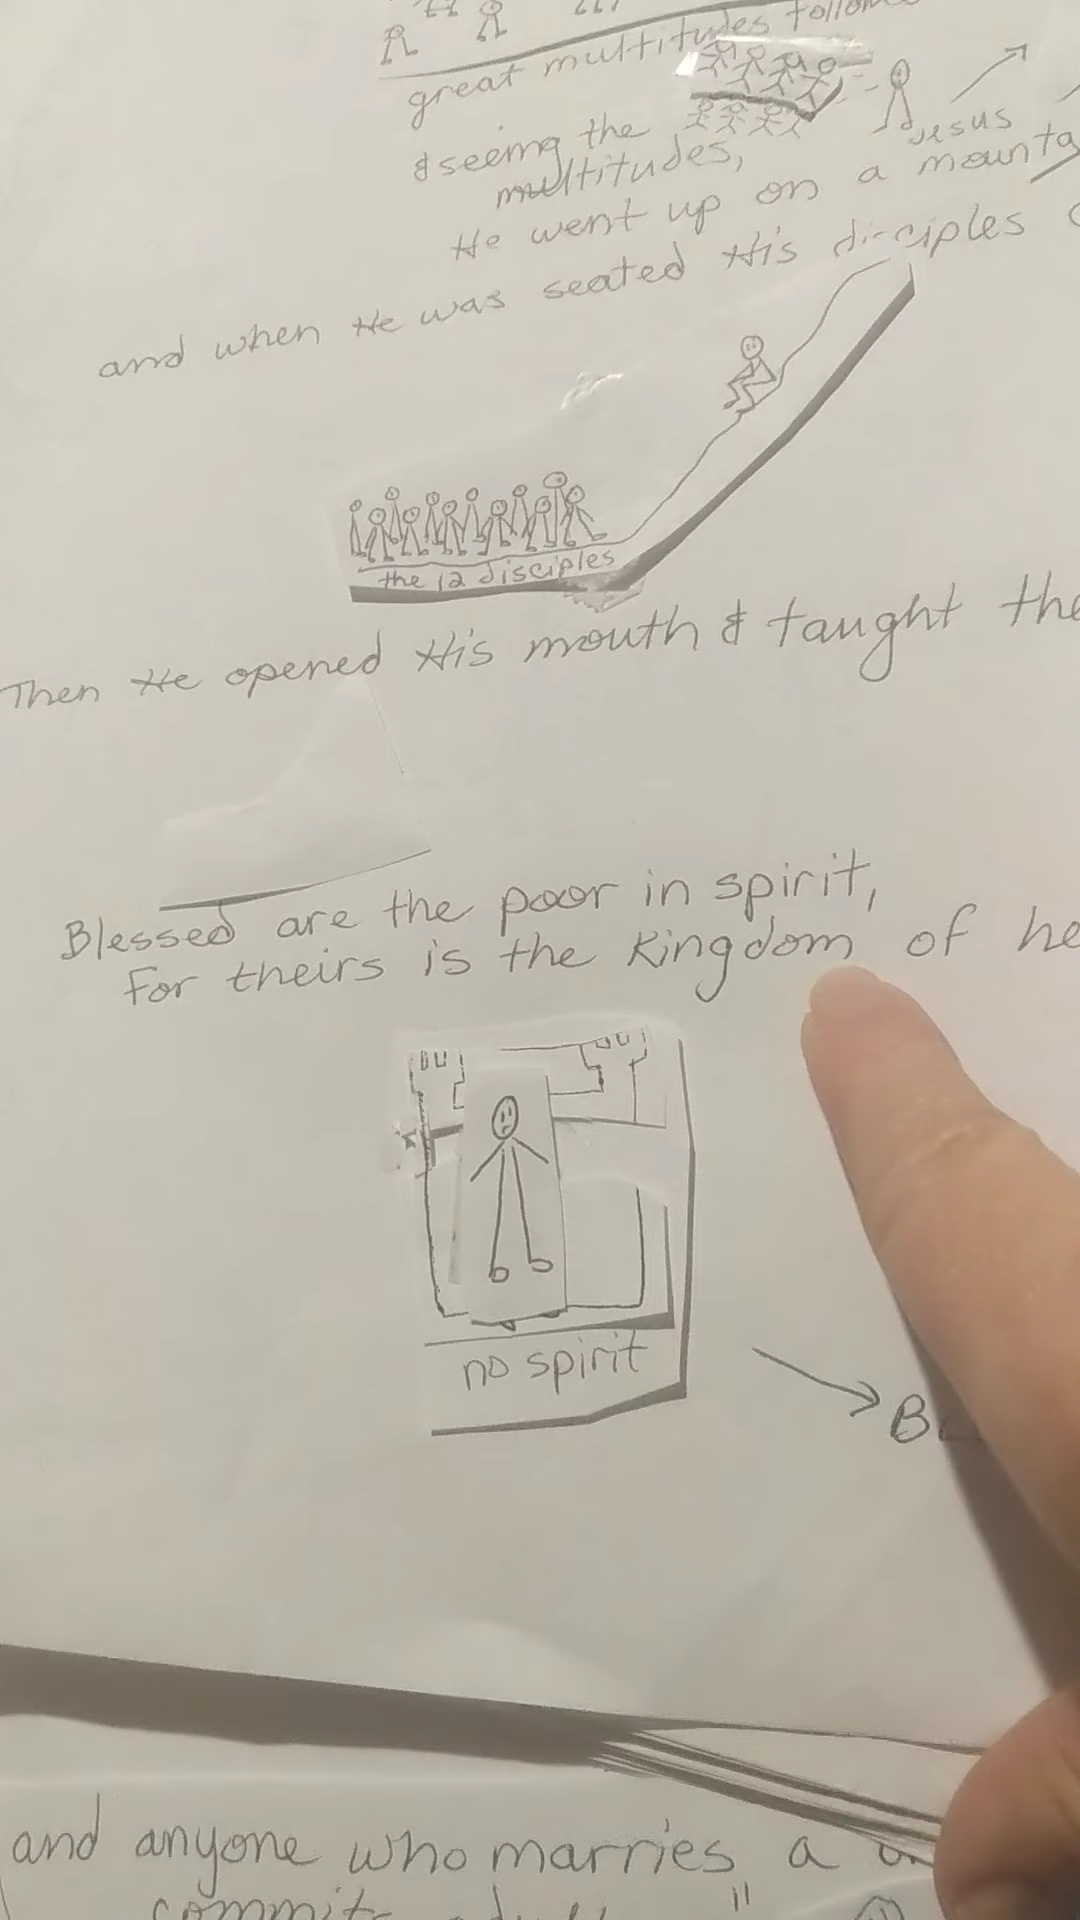 great multitudes follow
& seeing the
multitudes,
Jesus
He went up on a mounta
and when He was seated His disciples
the 12 disciples
Then He opened His mouth & taught the
Blessed are the poor in spirit,
For theirs is the Kingdom of he
no spirit
and anyone who marries a
commits